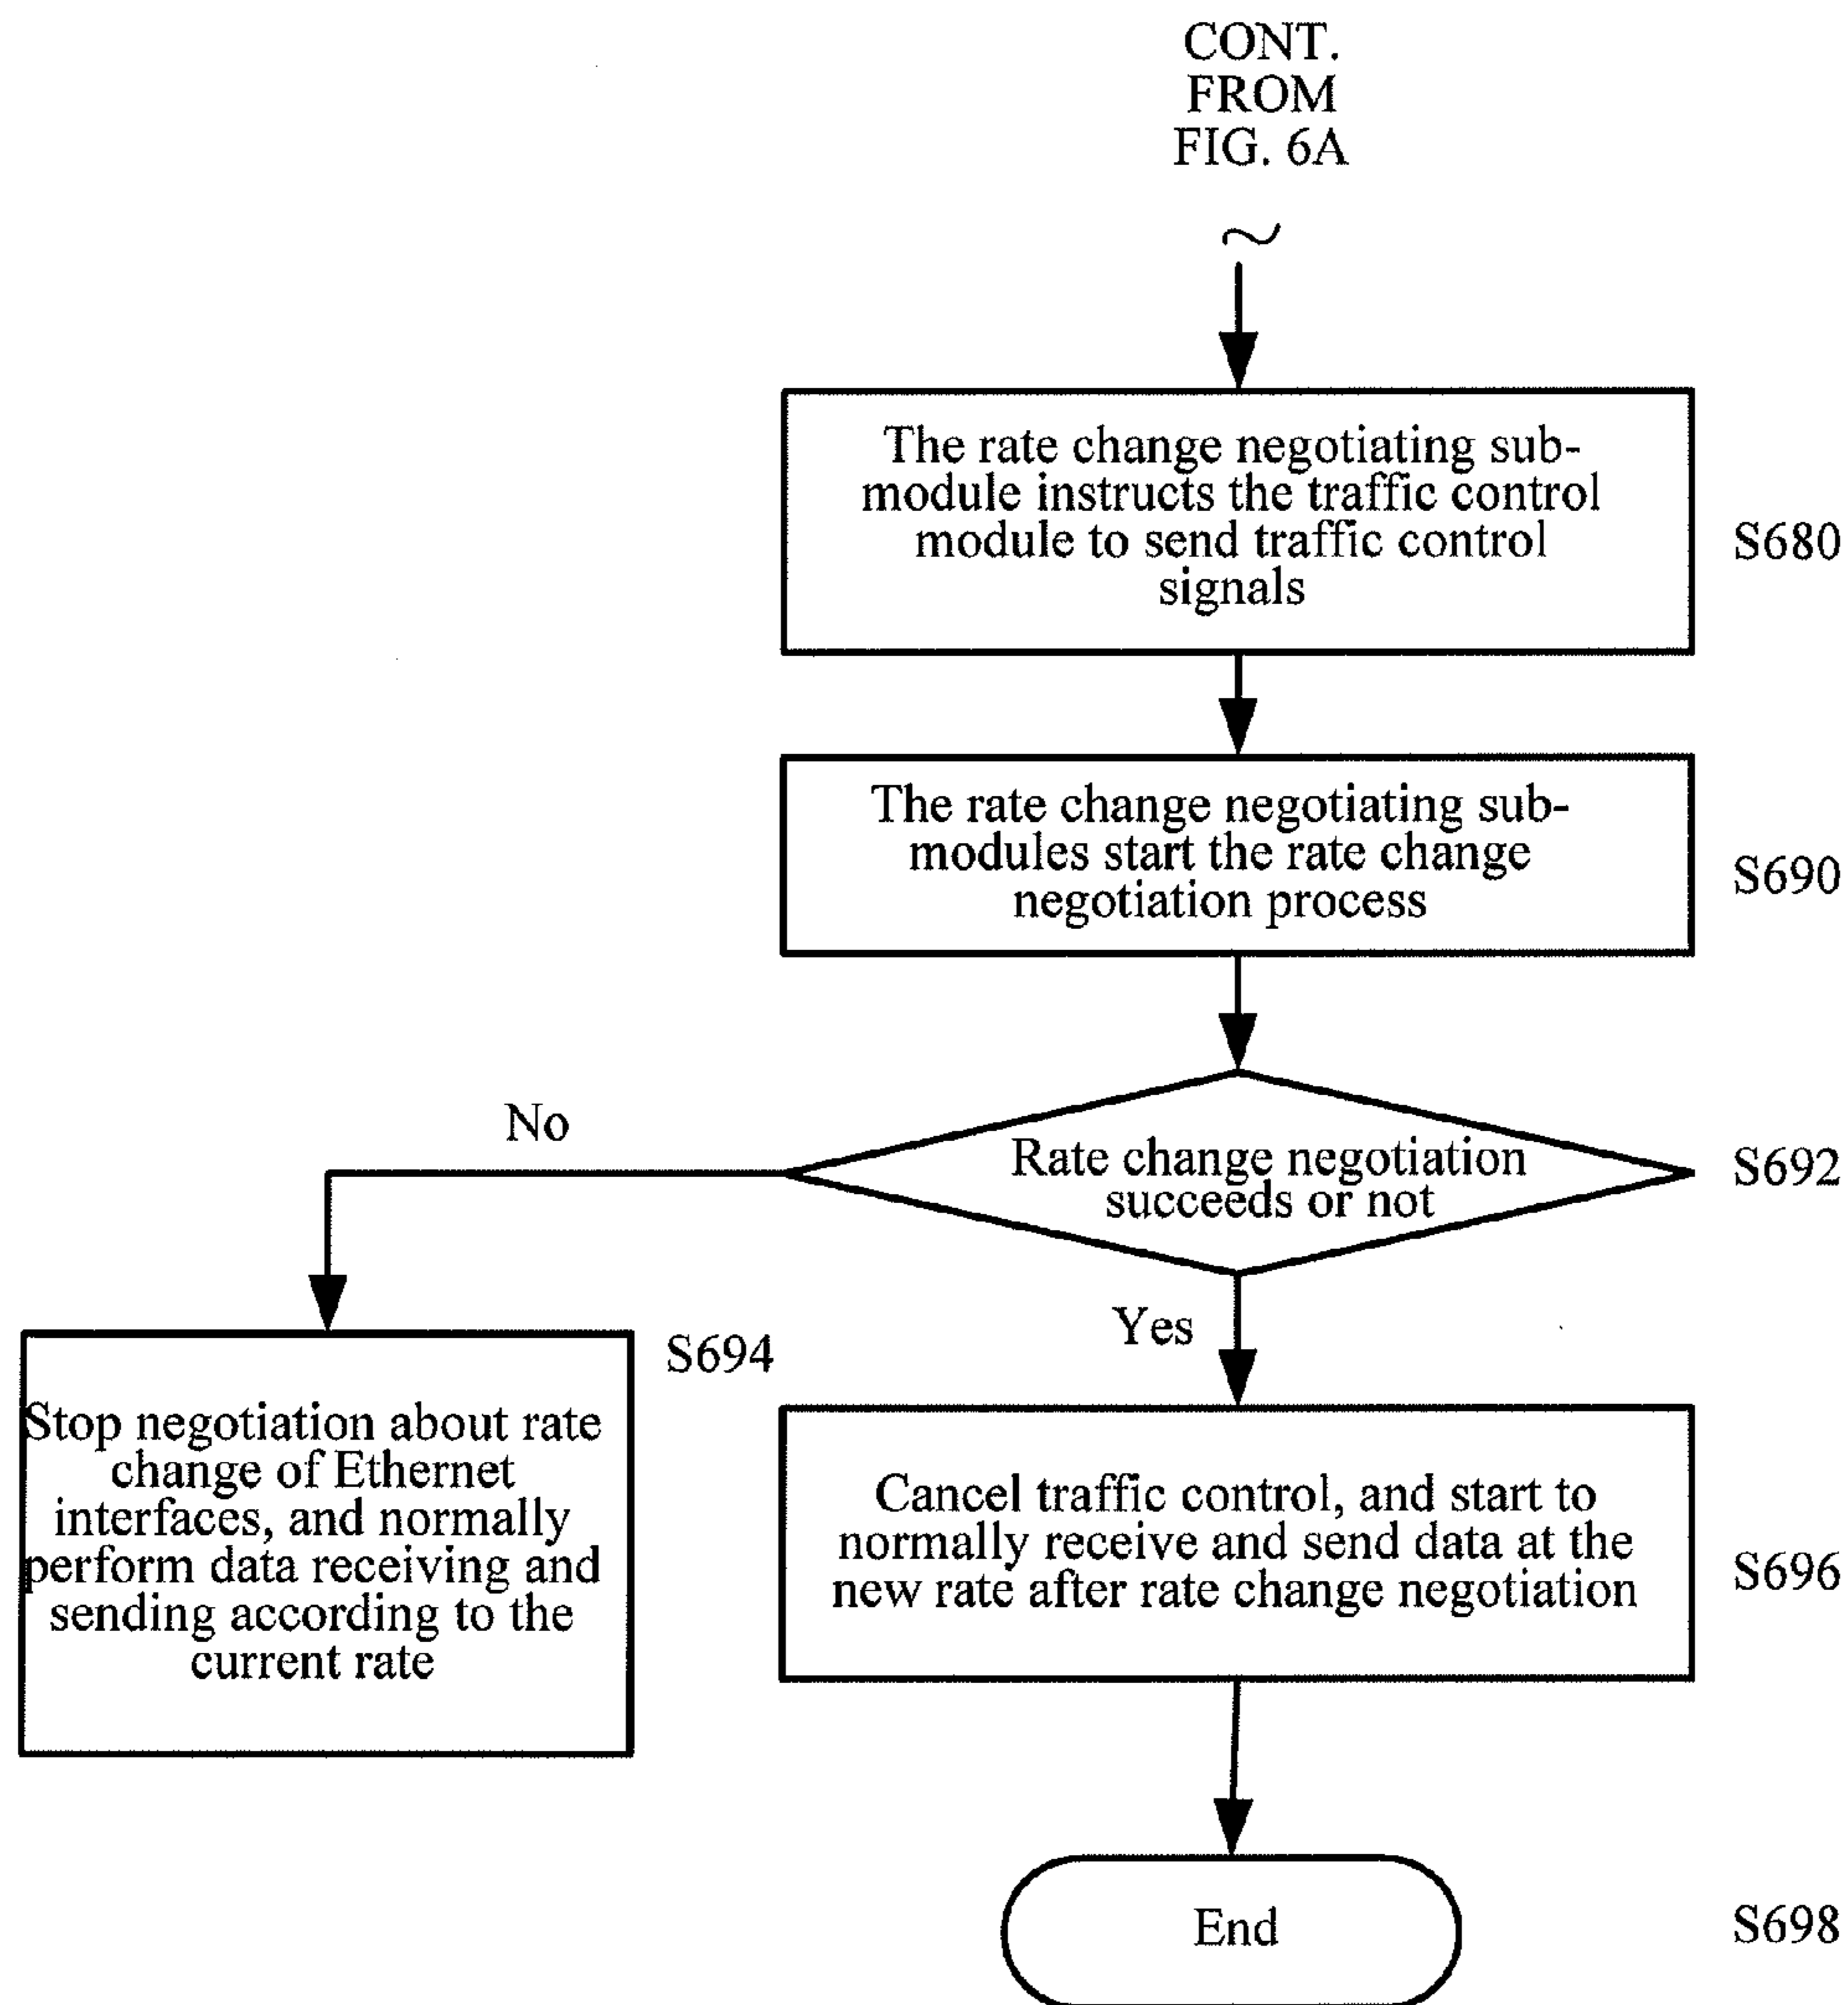 CONT.
FROM
FIG. 6A
The rate change negotiating sub-
module instructs the traffic control
module to send traffic control
signals
S680
The rate change negotiating sub-
modules start the rate change
negotiation process
S690
No
Rate change negotiation
succeeds or not
S692
Yes
S694
Stop negotiation about rate
change of Ethernet
interfaces, and normally
perform data receiving and
sending according to the
current rate
Cancel traffic control, and start to
normally receive and send data at the
new rate after rate change negotiation
S696
End
S698